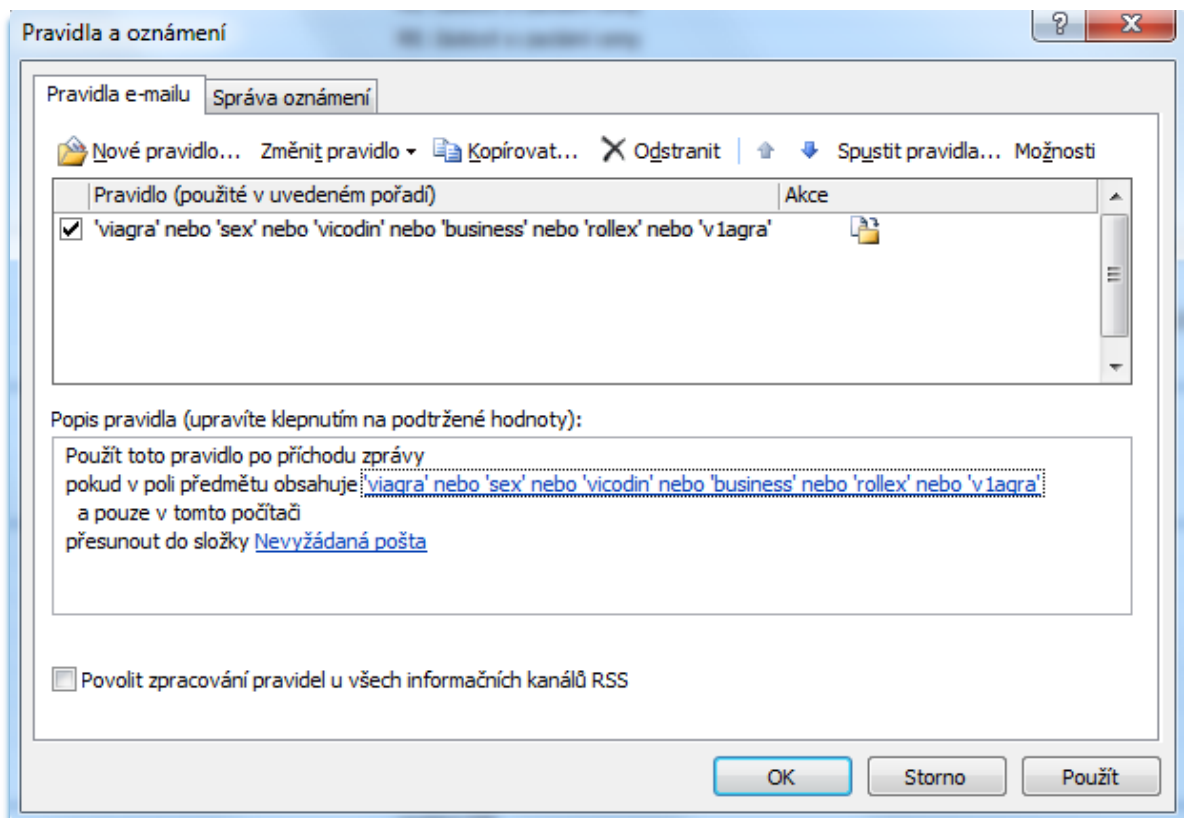 Pravidla a oznámení
Pravidla e-mailu Správa oznámení
Nové pravidlo... Změnit pravidlo Kopírovat... Odstranit Spustit pravidla... Možnosti
Pravidlo (použité v uvedeném pořadí) Akce
'viagra' nebo 'sex' nebo 'vicodin' nebo 'business' nebo 'rollex' nebo 'v1agra'
Popis pravidla (upravíte klepnutím na podtržené hodnoty):
Použít toto pravidlo po příchodu zprávy
pokud v poli předmětu obsahuje 'viagra' nebo 'sex' nebo 'vicodin' nebo 'business' nebo 'rollex' nebo 'v1agra'
a pouze v tomto počítači
přesunout do složky Nevyžádaná pošta
Povolit zpracování pravidel u všech informačních kanálů RSS
OK Storno Použít